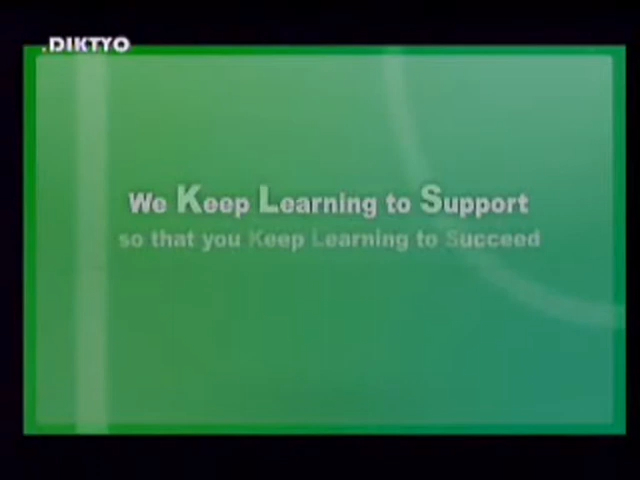 .DIKTYO
We Keep Learning to Support
so that you Keep Learning to Succeed